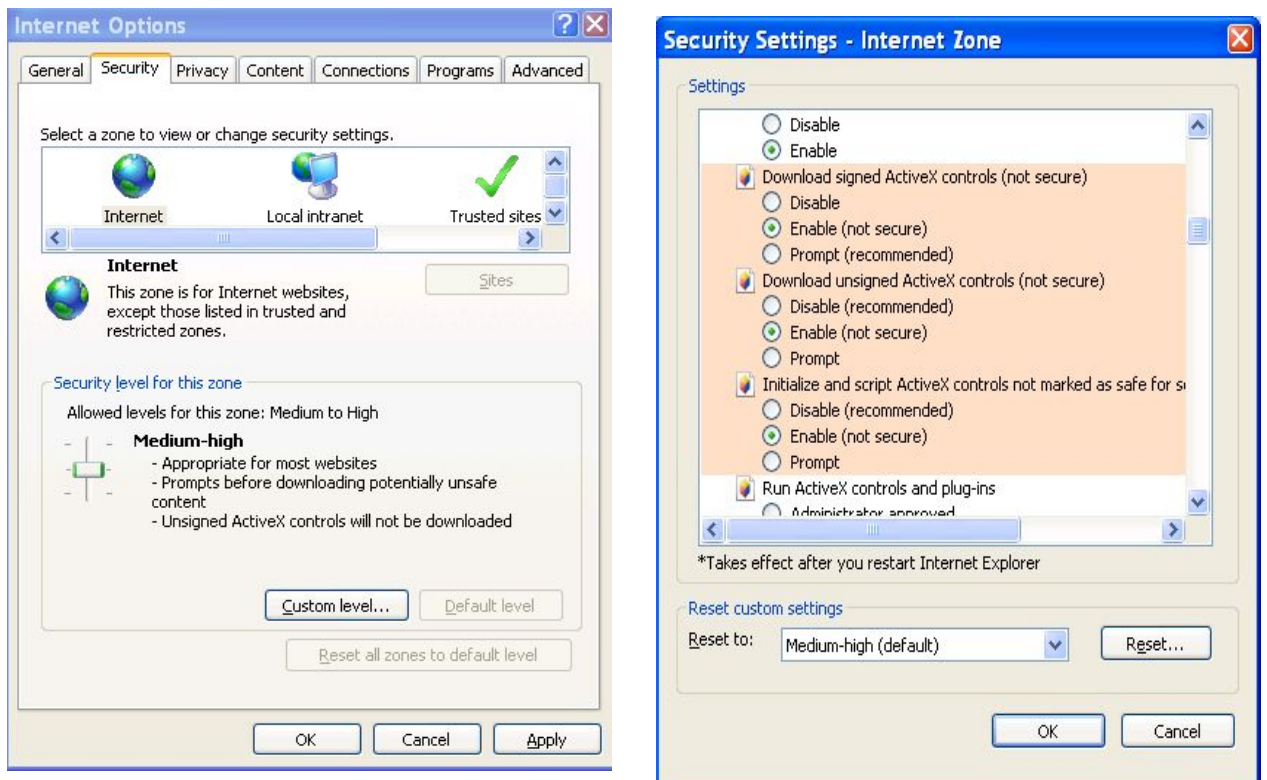 Internet Options
General Security Privacy Content Connections Programs Advanced
Select a zone to view or change security settings.
Internet Local intranet Trusted sites
Internet
Sites
This zone is for Internet websites,
except those listed in trusted and
restricted zones.
Security level for this zone
Allowed levels for this zone: Medium to High
Medium-high
- Appropriate for most websites
- Prompts before downloading potentially unsafe
content
- Unsigned ActiveX controls will not be downloaded
Custom level... Default level
Reset all zones to default level
OK Cancel Apply
Security Settings - Internet Zone
Settings
Disable
Enable
Download signed ActiveX controls (not secure)
Disable
Enable (not secure)
Prompt (recommended)
Download unsigned ActiveX controls (not secure)
Disable (recommended)
Enable (not secure)
Prompt
Initialize and script ActiveX controls not marked as safe for
Disable (recommended)
Enable (not secure)
Prompt
Run ActiveX controls and plug-ins
Administrator approved
*Takes effect after you restart Internet Explorer
Reset custom settings
Reset to: Medium-high (default) Reset...
OK Cancel